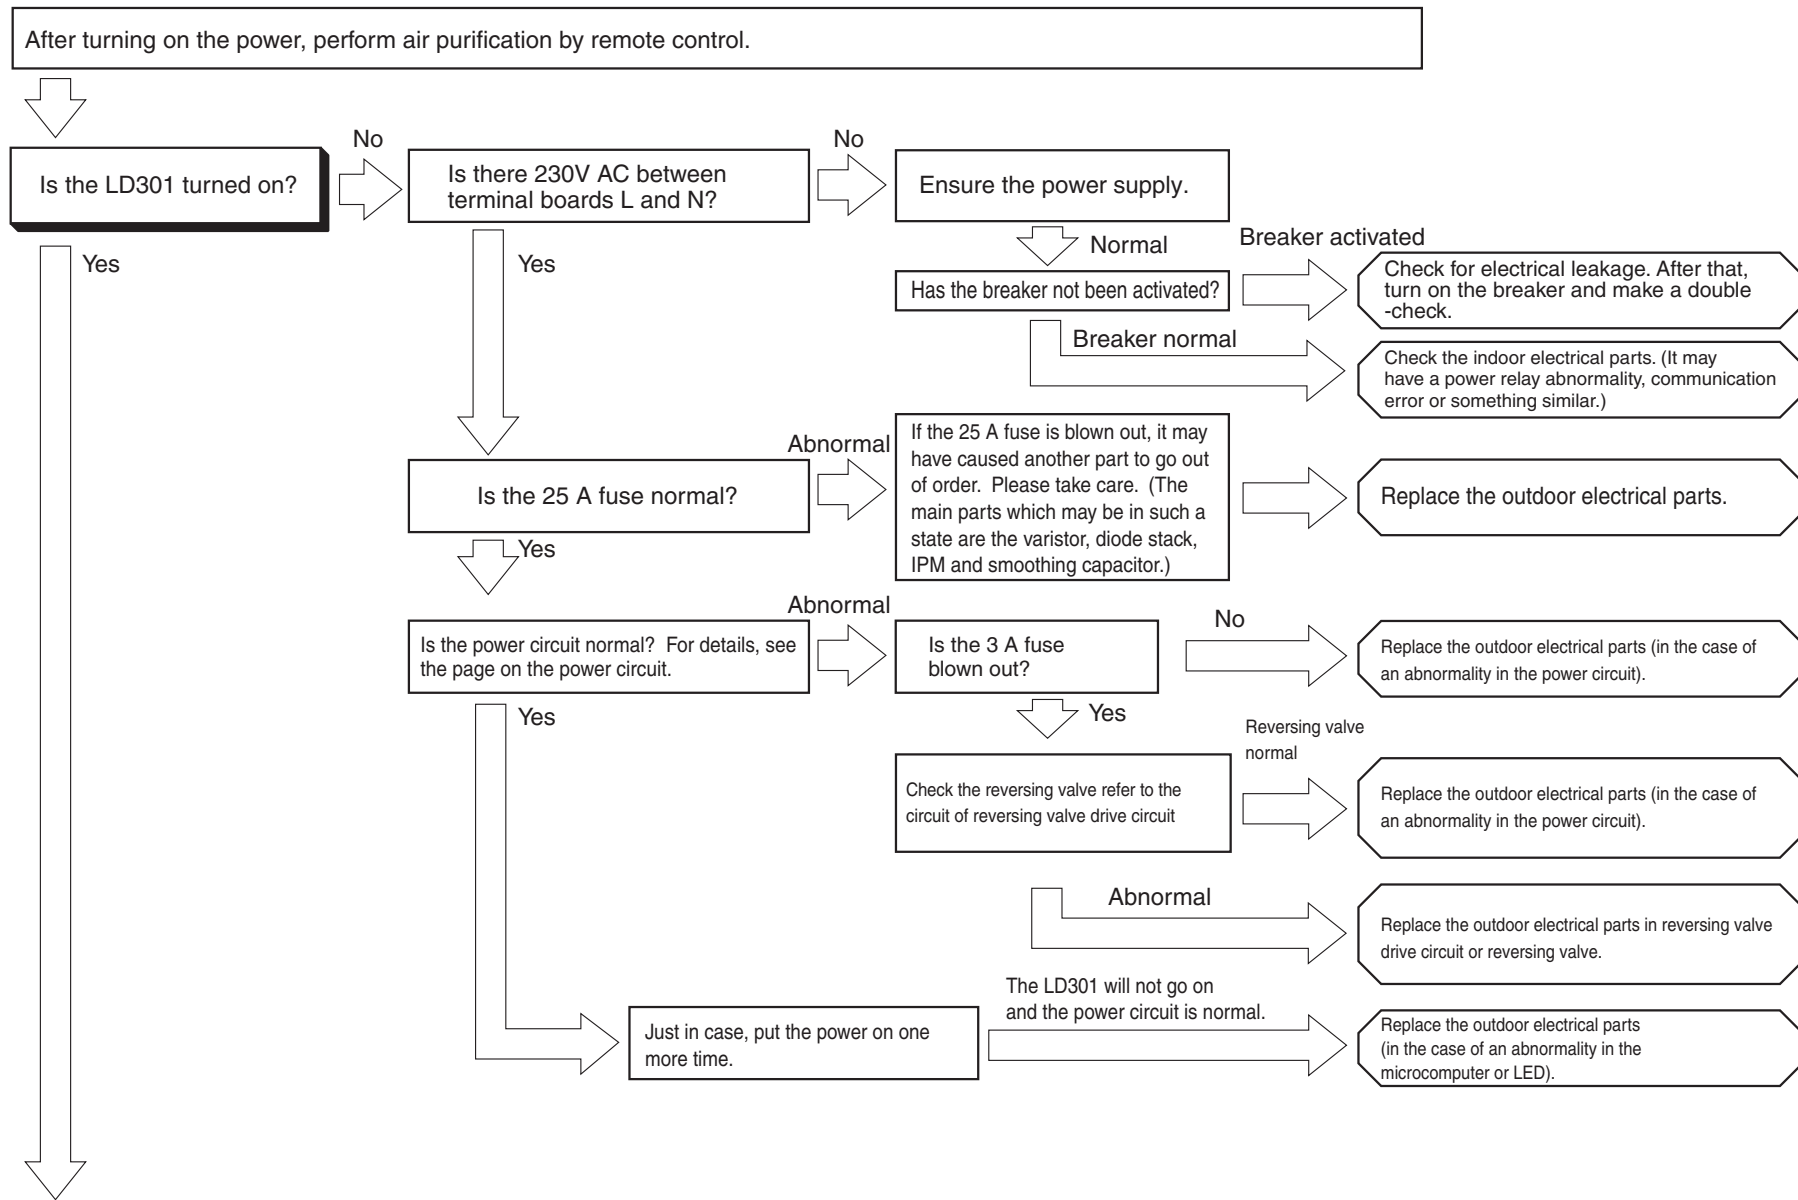 After turning on the power, perform air purification by remote control.
Is the LD301 turned on?
No
Is there 230V AC between
terminal boards L and N?
No
Ensure the power supply.
Yes
Yes
Normal
Breaker activated
Has the breaker not been activated?
Check for electrical leakage. After that,
turn on the breaker and make a double
-check.
Breaker normal
Check the indoor electrical parts. (It may
have a power relay abnormality, communication
error or something similar.)
Is the 25 A fuse normal?
Abnormal
If the 25 A fuse is blown out, it may
have caused another part to go out
of order. Please take care. (The
main parts which may be in such a
state are the varistor, diode stack,
IPM and smoothing capacitor.)
Replace the outdoor electrical parts.
Yes
Is the power circuit normal? For details, see
the page on the power circuit.
Abnormal
Is the 3 A fuse
blown out?
No
Replace the outdoor electrical parts (in the case of
an abnormality in the power circuit).
Yes
Yes
Check the reversing valve refer to the
circuit of reversing valve drive circuit
Reversing valve
normal
Replace the outdoor electrical parts (in the case of
an abnormality in the power circuit).
Abnormal
Replace the outdoor electrical parts in reversing valve
drive circuit or reversing valve.
Just in case, put the power on one
more time.
The LD301 will not go on
and the power circuit is normal.
Replace the outdoor electrical parts
(in the case of an abnormality in the
microcomputer or LED).